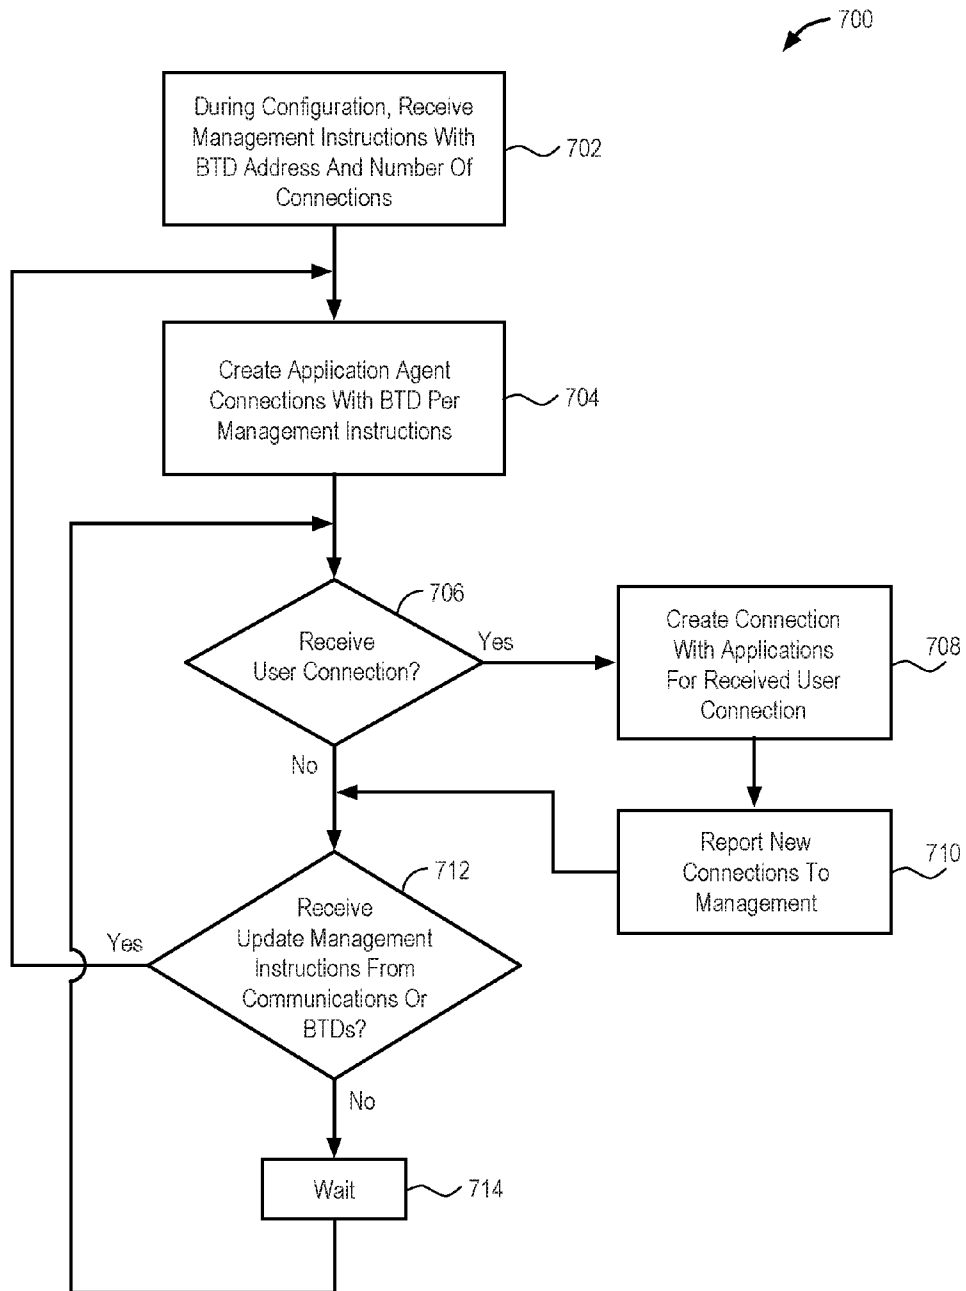 700
During Configuration, Receive
Management Instructions With
BTD Address And Number Of
Connections
702
Create Application Agent
Connections With BTD Per
Management Instructions
704
706
Receive
User Connection?
Yes
No
Create Connection
With Applications
For Received User
Connection
708
Report New
Connections To
Management
710
712
Receive
Update Management
Instructions From
Communications Or
BTDs?
Yes
No
Wait
714